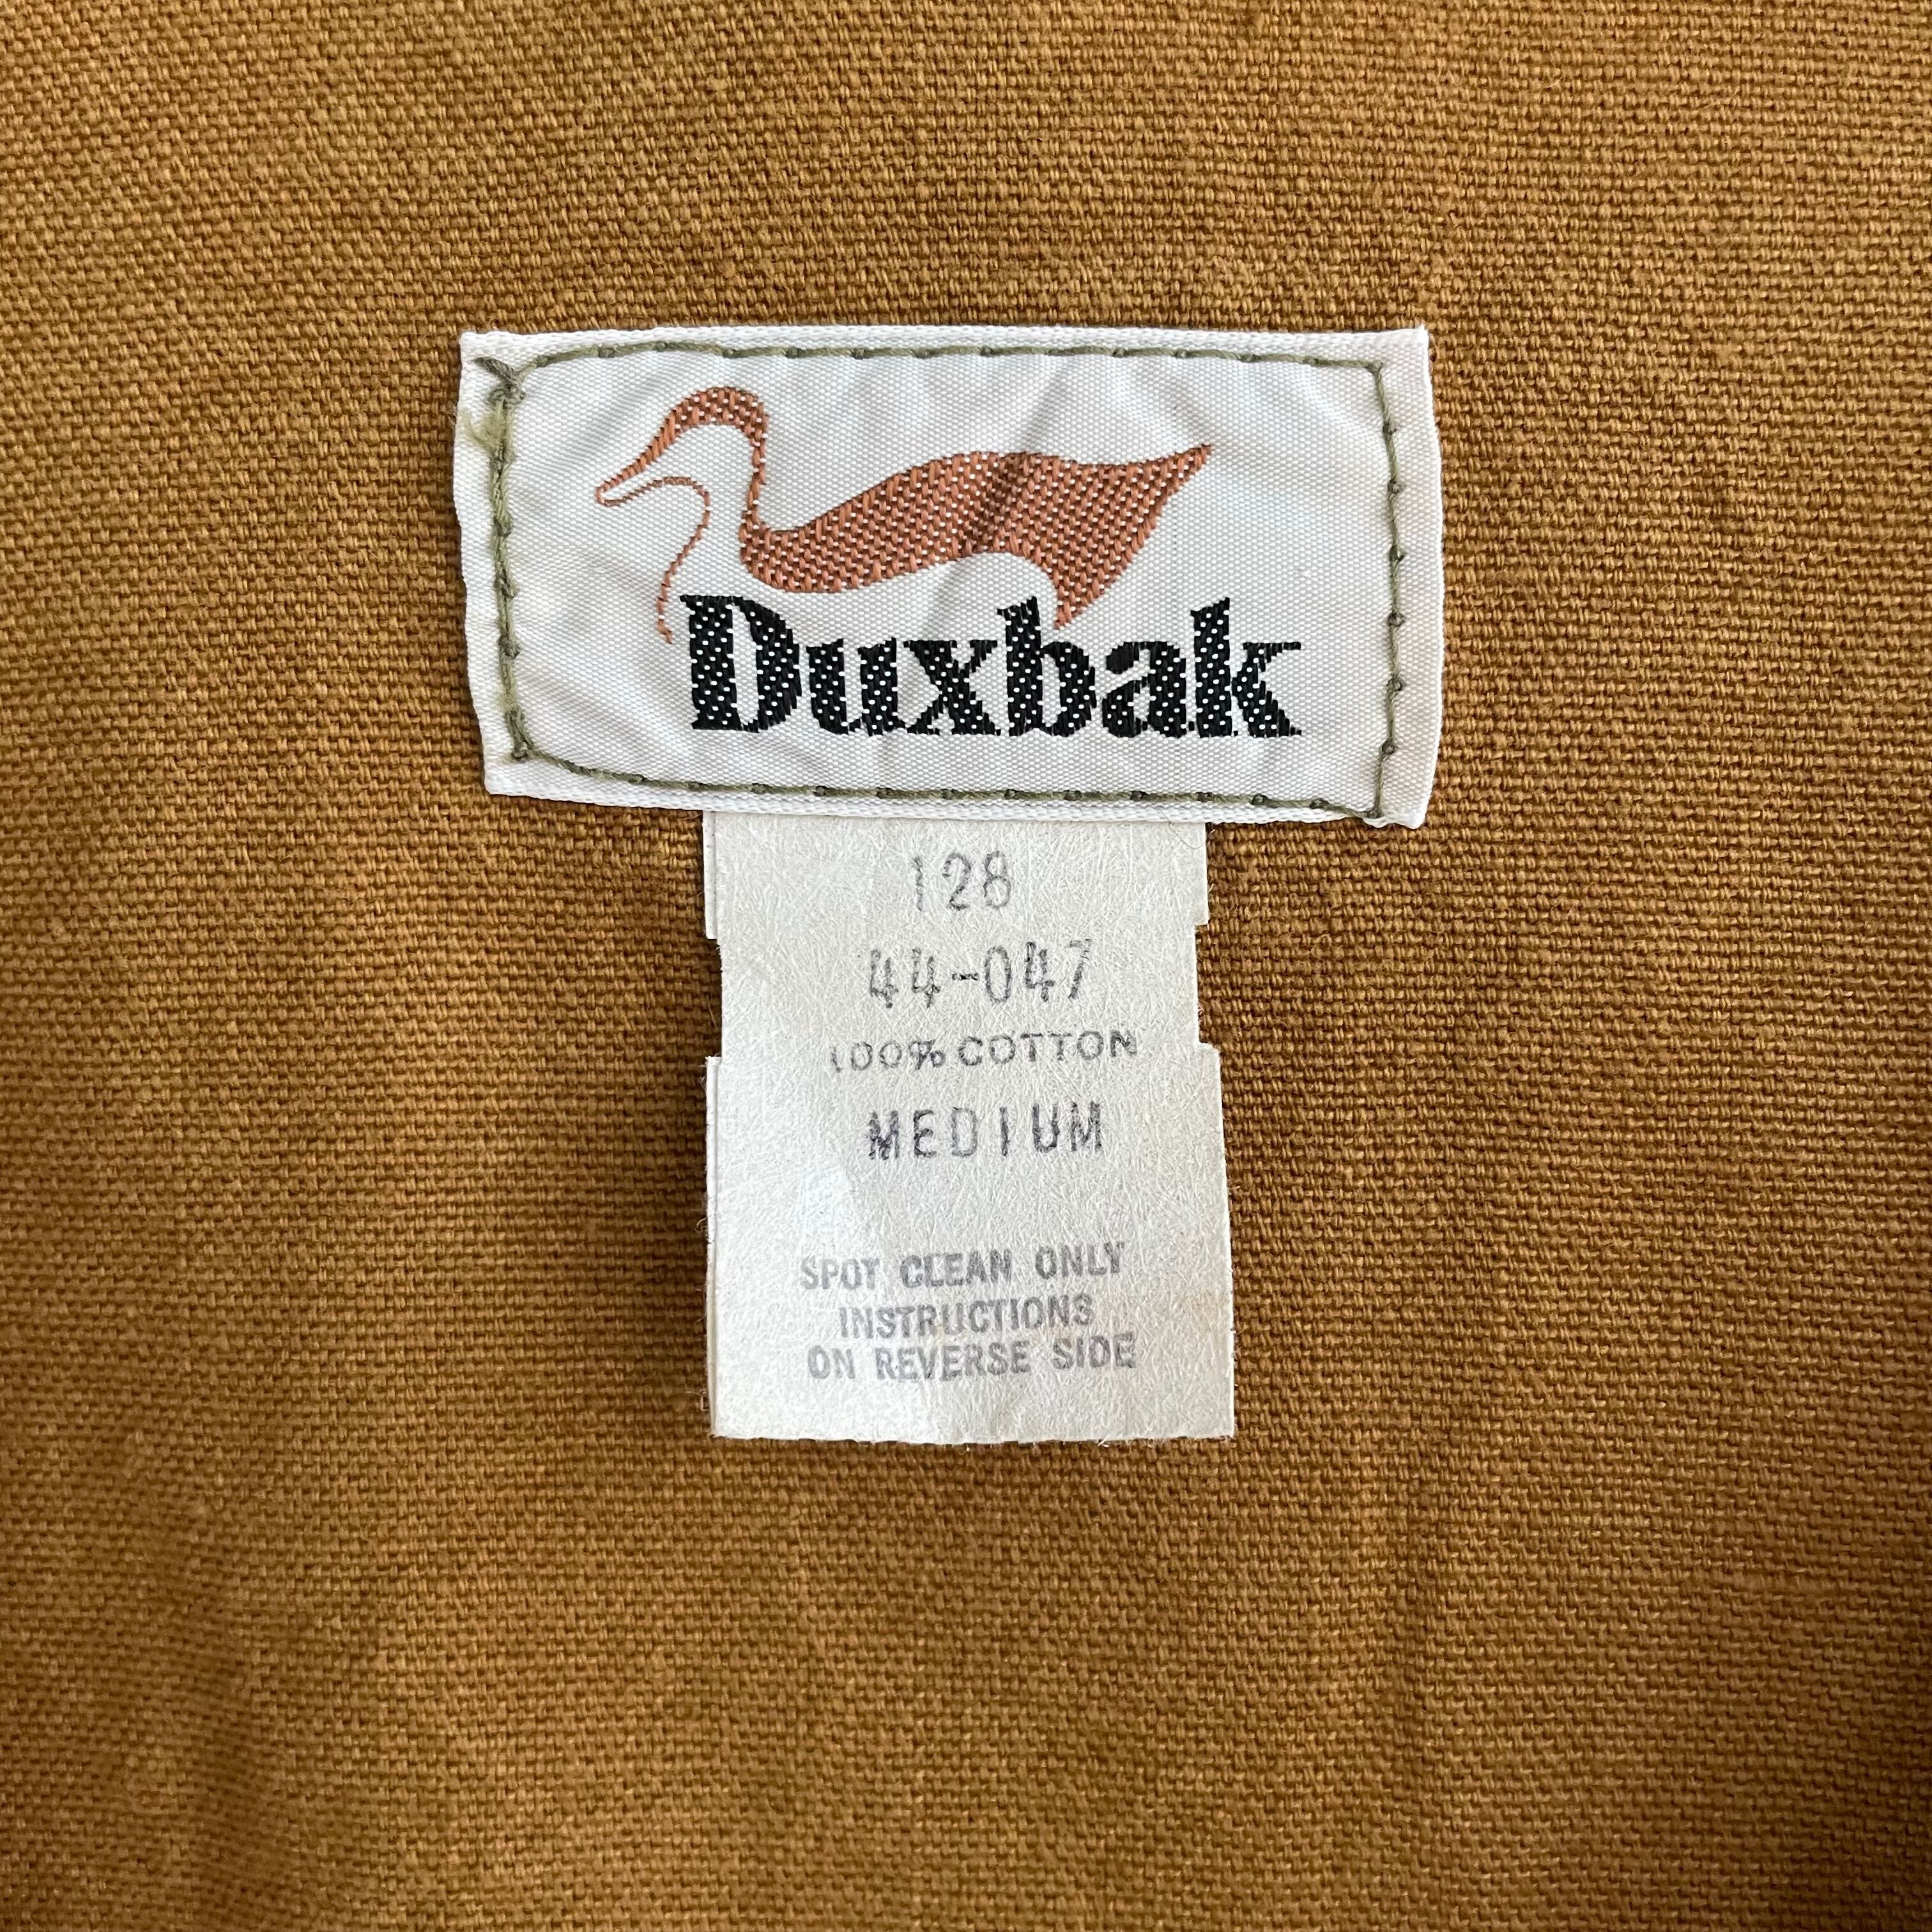 Duxbak
128
44-047
100% COTTON
MEDIUM
SPOT CLEAN ONLY
INSTRUCTIONS
ON REVERSE SIDE